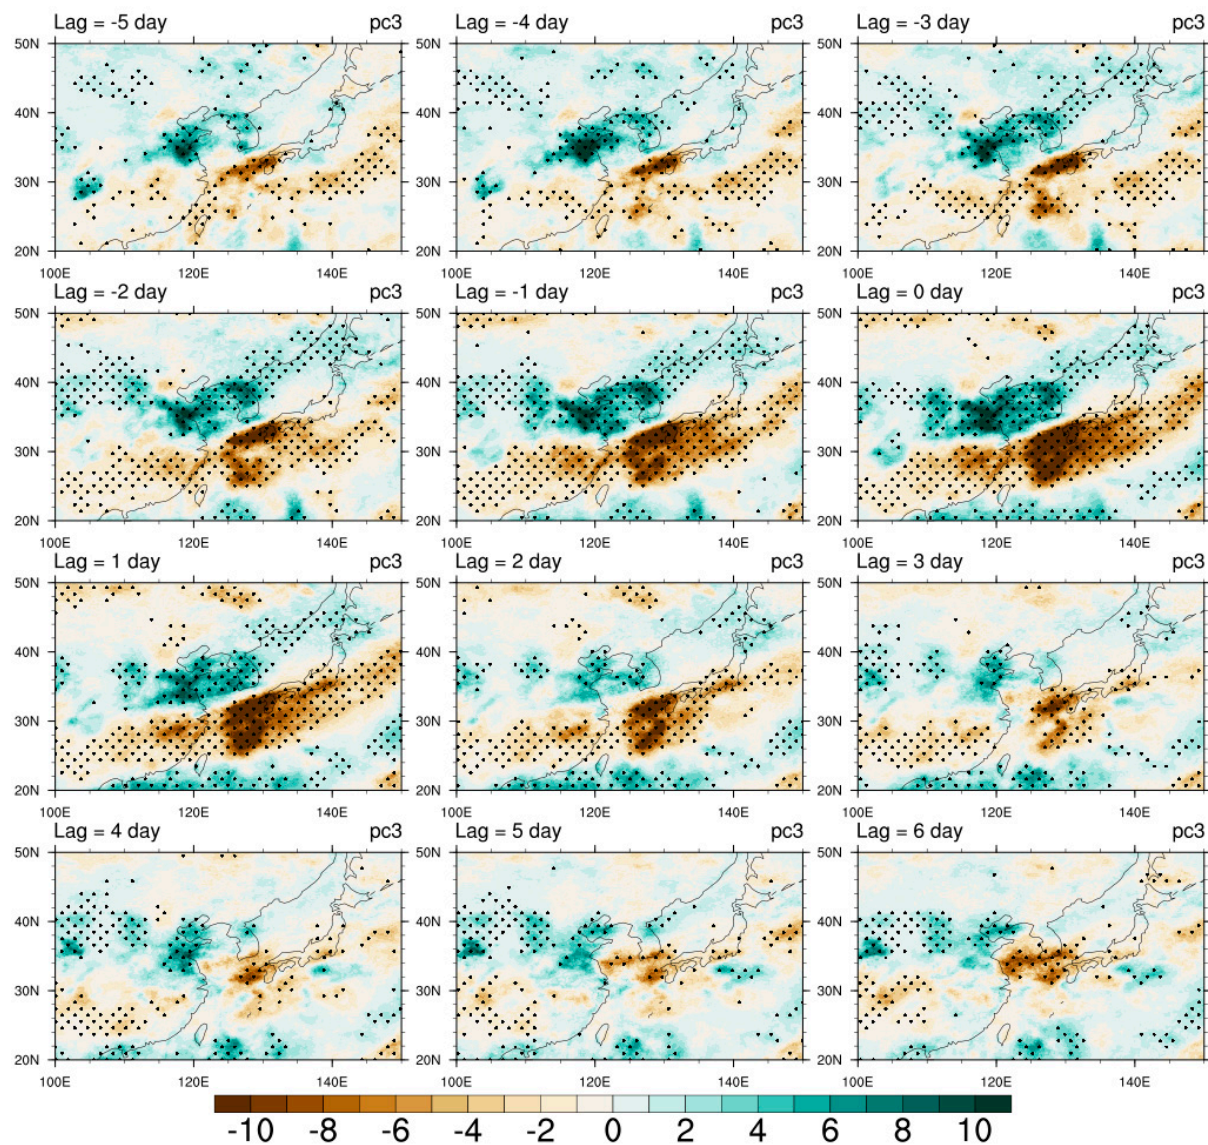 Lag = -5 day pc3 Lag = -4 day pc3 Lag = -3 day pc3
50N 50N 50N
40N 40N 40N
30N 30N 30N
20N 20N 20N
100E 120E 140E 100E 120E 140E 100E 120E 140E
Lag = -2 day pc3 Lag = -1 day pc3 Lag = 0 day pc3
50N 50N 50N
40N 40N 40N
30N 30N 30N
20N 20N 20N
100E 120E 140E 100E 120E 140E 100E 120E 140E
Lag = 1 day pc3 Lag = 2 day pc3 Lag = 3 day pc3
50N 50N 50N
40N 40N 40N
30N 30N 30N
20N 20N 20N
100E 120E 140E 100E 120E 140E 100E 120E 140E
Lag = 4 day pc3 Lag = 5 day pc3 Lag = 6 day pc3
50N 50N 50N
40N 40N 40N
30N 30N 30N
20N 20N 20N
100E 120E 140E 100E 120E 140E 100E 120E 140E
-10 -8 -6 -4 -2 0 2 4 6 8 10